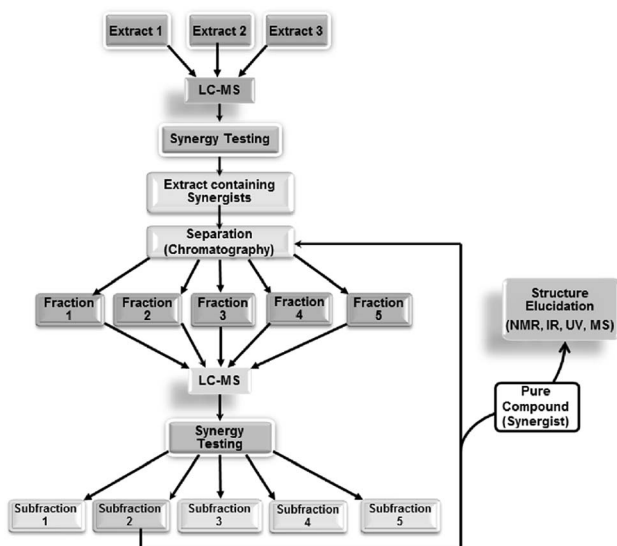 Extract 1
Extract 2
Extract 3
LC-MS
Synergy Testing
Extract containing
Synergists
Separation
(Chromatography)
Fraction
1
Fraction
2
Fraction
3
Fraction
4
Fraction
5
Structure
Elucidation
(NMR, IR, UV, MS)
LC-MS
Pure
Compound
(Synergist)
Synergy
Testing
Subfraction
1
Subfraction
2
Subfraction
3
Subfraction
4
Subfraction
5